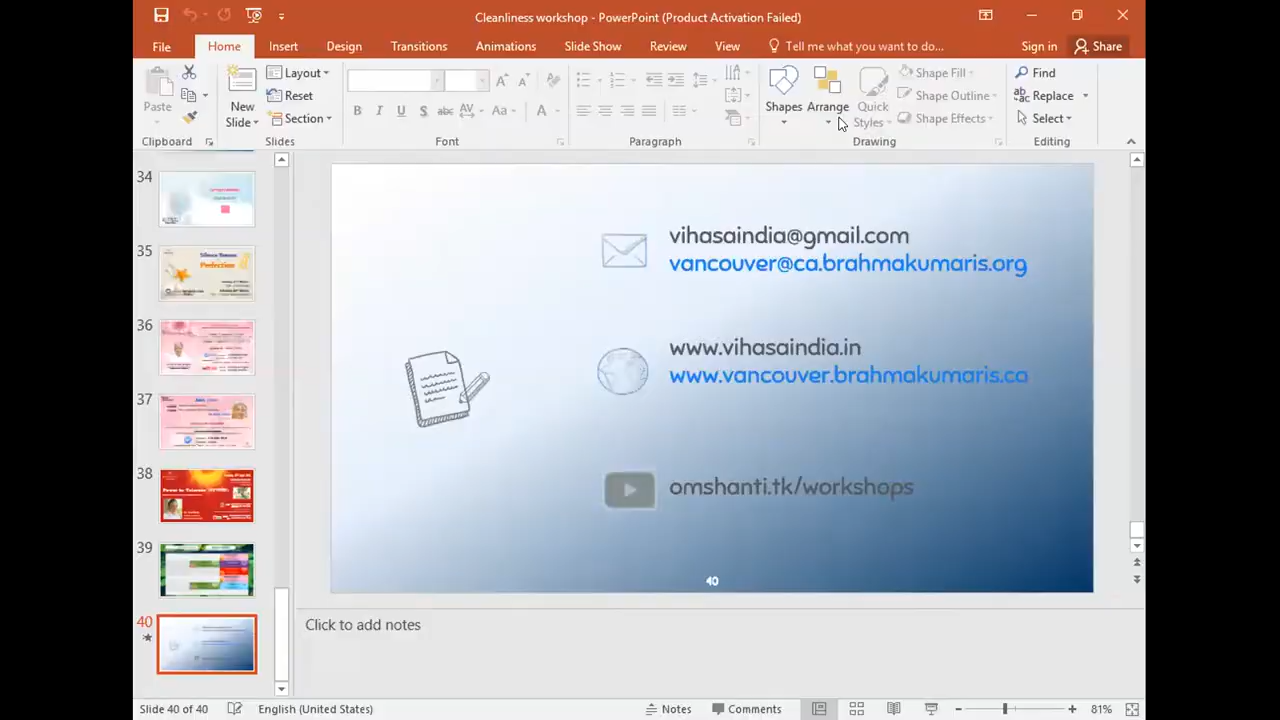 Cleanliness workshop - PowerPoint (Product Activation Failed)
File Home Insert Design Transitions Animations Slide Show Review View Tell me what you want to do... Sign in Share
Paste
New Slide
Layout
Reset
Section
B I U S abc AV Aa A
Shapes Arrange Quick Styles
Shape Fill
Shape Outline
Shape Effects
Find
Replace
Select
Clipboard Slides Font Paragraph Drawing Editing
34
35
36
37
38
39
40
vihasaindia@gmail.com
vancouver@ca.brahmakumaris.org
www.vihasaindia.in
www.vancouver.brahmakumaris.ca
omshanti.tk/workshops
40
Click to add notes
Slide 40 of 40 English (United States) Notes Comments 81%